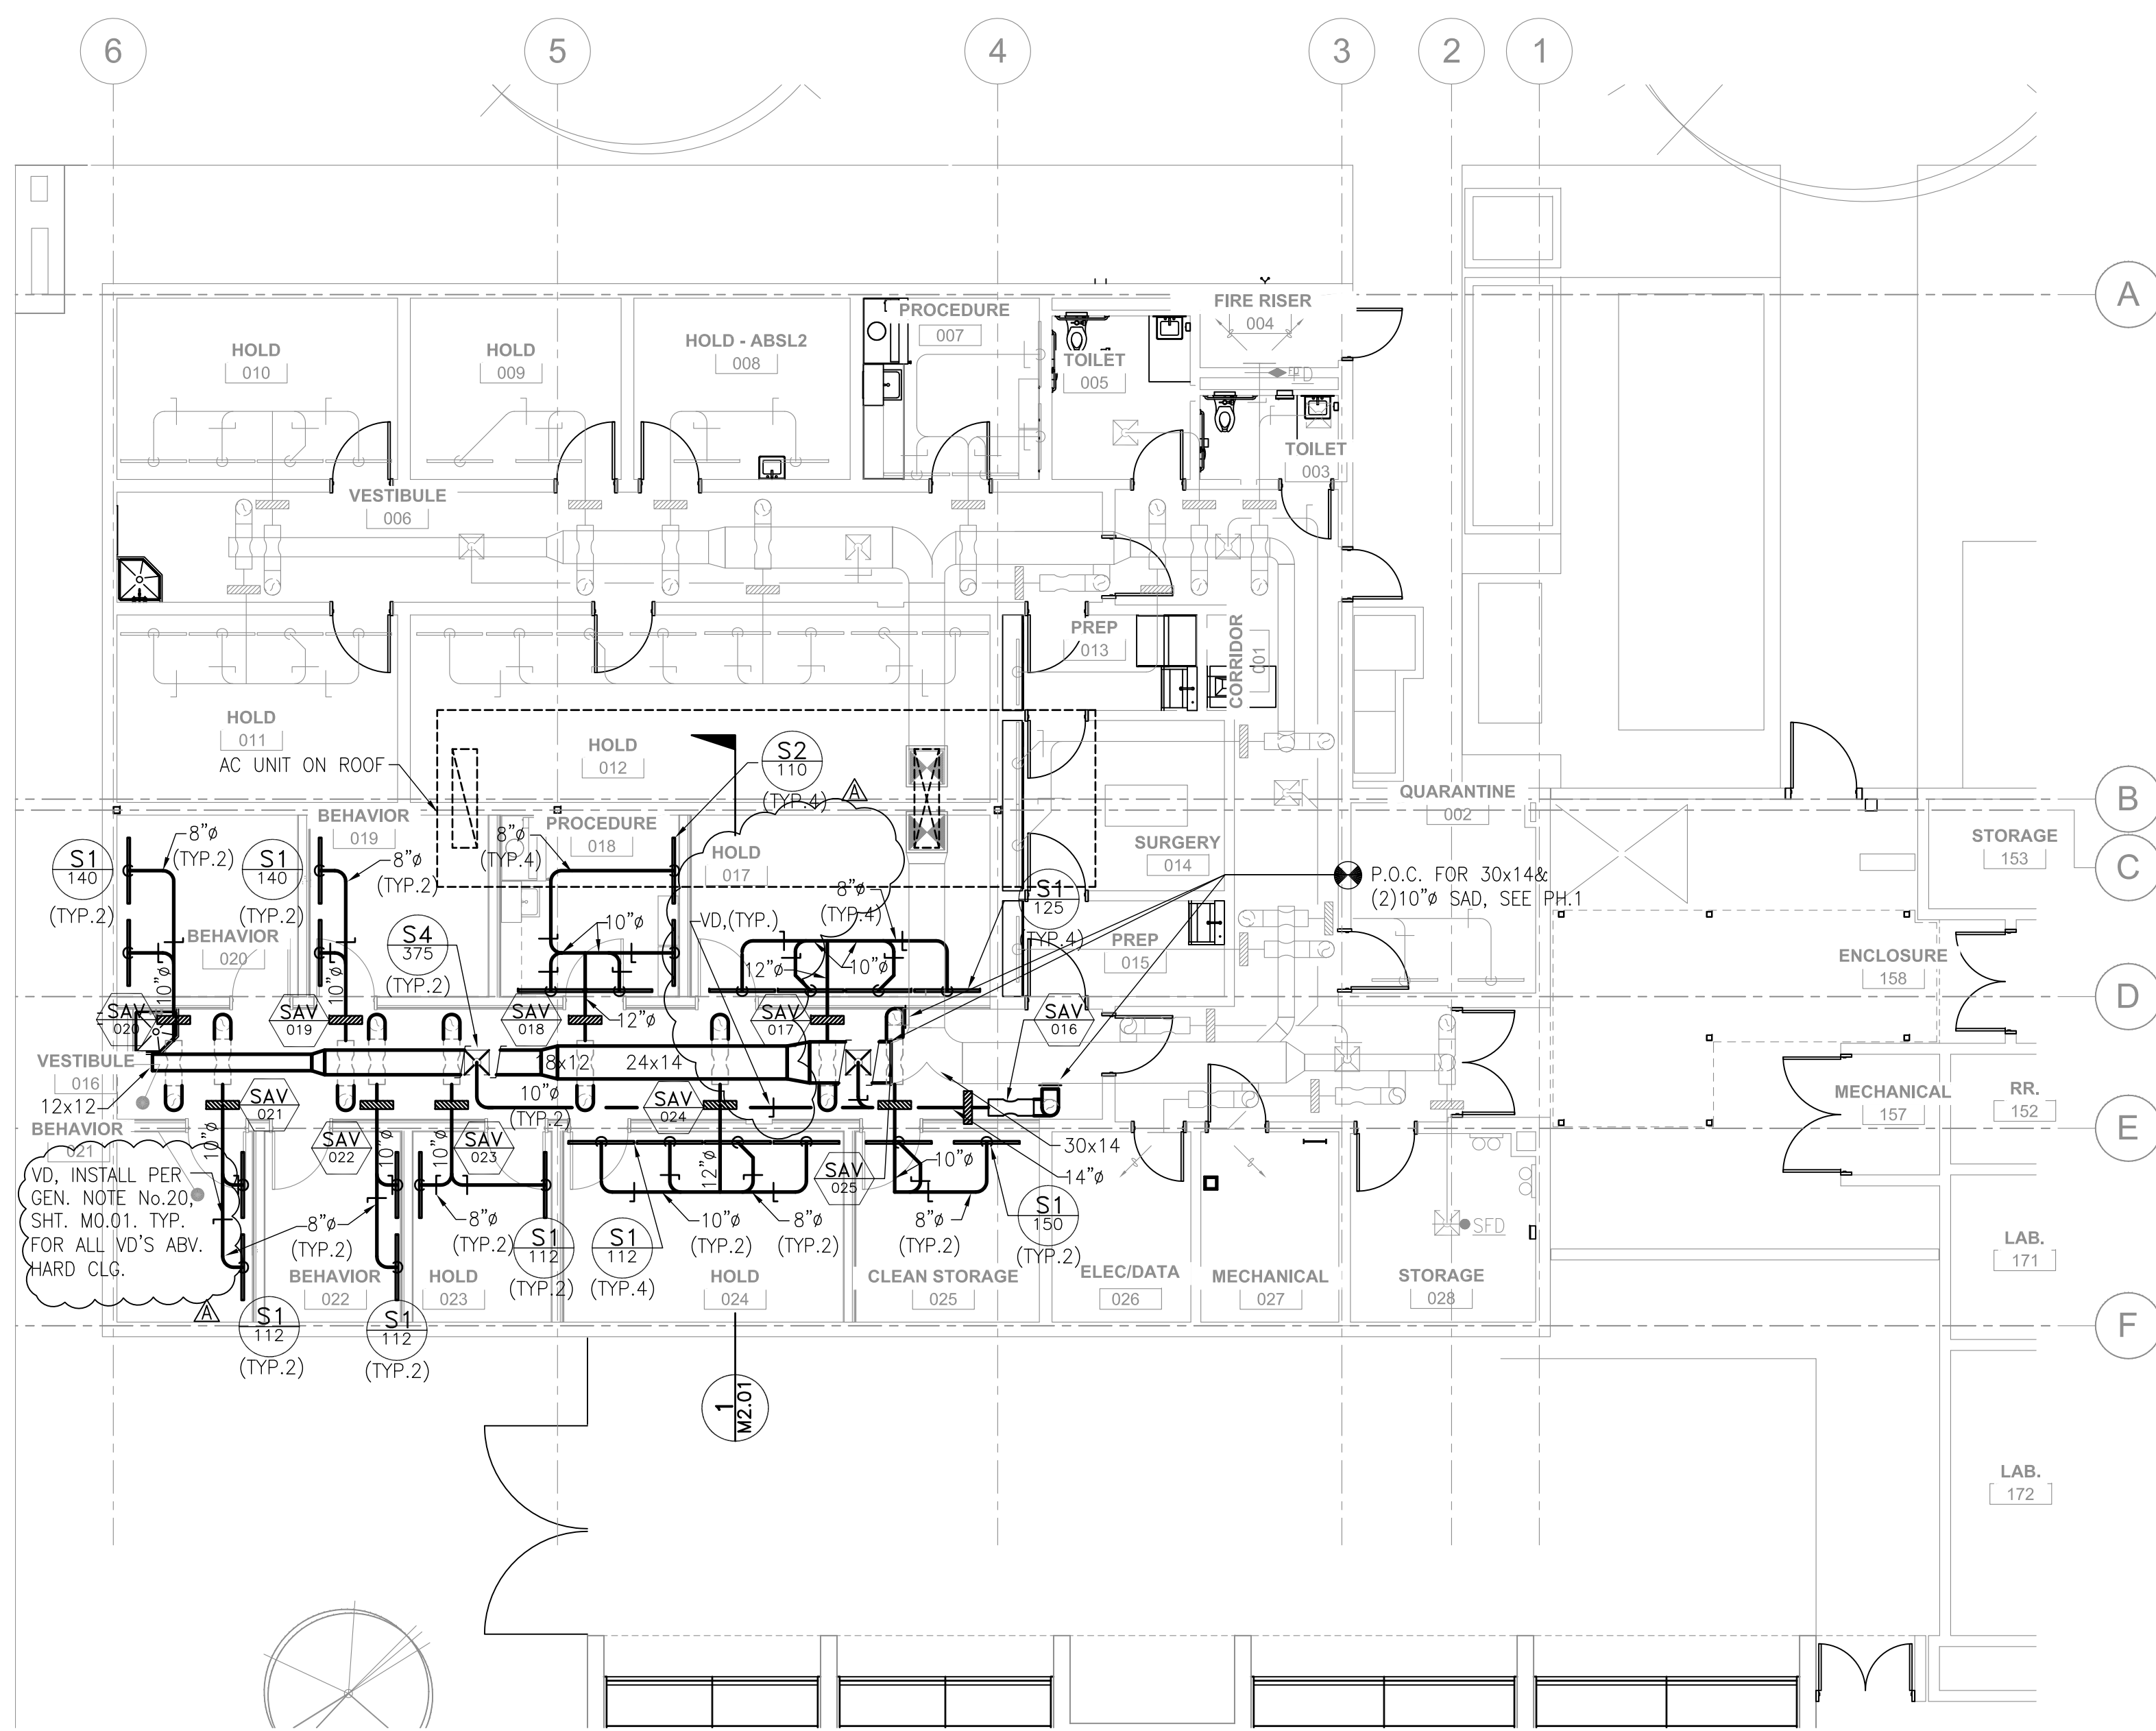 6
5
4
3
2
1
A
B
C
D
E
F
HOLD
010
HOLD
009
HOLD - ABSL2
008
PROCEDURE
007
FIRE RISER
004
TOILET
005
TOILET
003
VESTIBULE
006
PREP
013
CORRIDOR
001
HOLD
011
AC UNIT ON ROOF
HOLD
012
S2
110
(TYP.4)
A
QUARANTINE
002
BEHAVIOR
019
PROCEDURE
018
HOLD
017
SURGERY
014
STORAGE
153
S1
140
(TYP.2)
8"ø
(TYP.2)
S1
140
(TYP.2)
8"ø
(TYP.2)
8"ø
(TYP.4)
8"ø
(TYP.4)
S1
125
(TYP.4)
P.O.C. FOR 30x14&
(2)10"ø SAD, SEE PH.1
BEHAVIOR
020
S4
375
(TYP.2)
10"ø
VD,(TYP.)
PREP
015
ENCLOSURE
158
10"ø
10"ø
12"ø
10"ø
SAV
020
SAV
019
SAV
018
12"ø
SAV
017
SAV
016
VESTIBULE
016
12x12
18x12
24x14
MECHANICAL
157
RR.
152
SAV
021
10"ø
(TYP.2)
SAV
024
BEHAVIOR
021
10"ø
SAV
022
10"ø
SAV
023
12"ø
SAV
025
10"ø
30x14
14"ø
VD, INSTALL PER
GEN. NOTE No.20,
SHT. M0.01. TYP.
FOR ALL VD'S ABV.
HARD CLG.
A
8"ø
(TYP.2)
8"ø
(TYP.2)
S1
112
(TYP.2)
S1
112
(TYP.4)
10"ø
(TYP.2)
8"ø
(TYP.2)
8"ø
(TYP.2)
S1
150
(TYP.2)
SFD
LAB.
171
BEHAVIOR
022
HOLD
023
HOLD
024
CLEAN STORAGE
025
ELEC/DATA
026
MECHANICAL
027
STORAGE
028
S1
112
(TYP.2)
S1
112
(TYP.2)
1
M2.01
LAB.
172